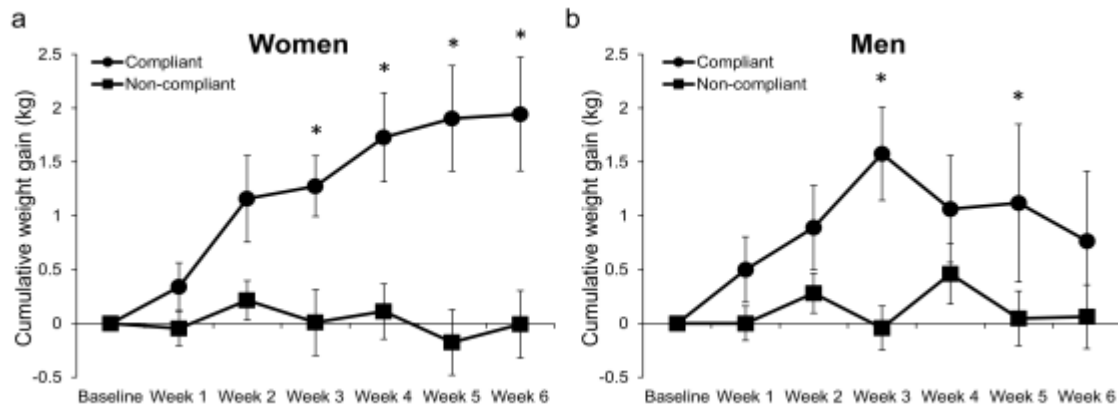 a
Women
Compliant
Non-compliant
Cumulative weight gain (kg)
2.5
2
1.5
1
0.5
0
-0.5
* * * *
Baseline Week 1 Week 2 Week 3 Week 4 Week 5 Week 6
b
Men
Compliant
Non-compliant
Cumulative weight gain (kg)
2.5
2
1.5
1
0.5
0
-0.5
* *
Baseline Week 1 Week 2 Week 3 Week 4 Week 5 Week 6